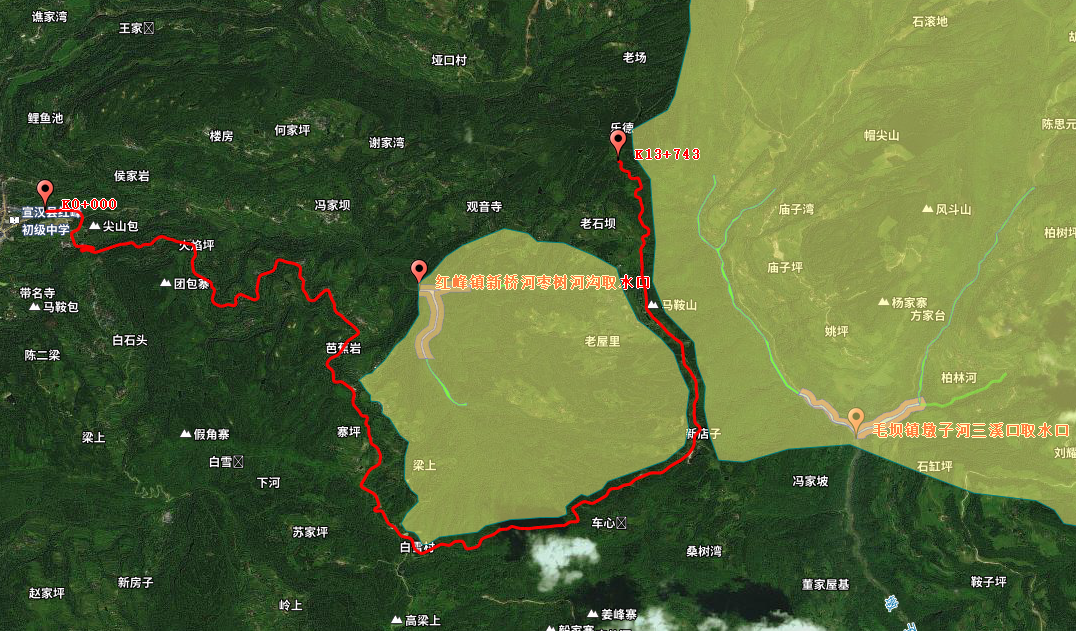 谯家湾
王家
石滚地
垭口村
老场
鲤鱼池
楼房
何家坪
谢家湾
乐德
陈思元
帽尖山
K13+743
侯家岩
K0+000
宣汉县红
初级中学
冯家坝
观音寺
庙子湾
风斗山
尖山包
老石坝
柏树坪
火焰坪
庙子坪
团包寨
红峰镇新桥河枣树河沟取水口
带名寺
马鞍包
马鞍山
杨家寨
方家台
姚坪
白石头
老屋里
芭蕉岩
陈二梁
柏林河
寨坪
新店子
毛坝镇墩子河三溪口取水口
梁上
假角寨
白雪
梁上
石缸坪
刘耀
下河
冯家坡
车心
苏家坪
白雪村
桑树湾
新房子
董家屋基
鞍子坪
赵家坪
岭上
姜峰寨
高梁上